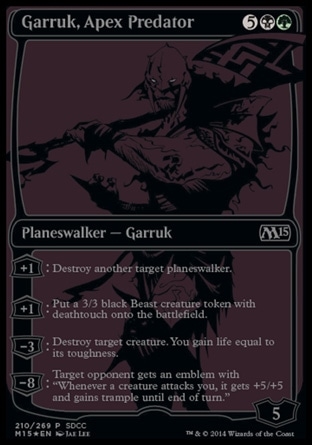 Garruk, Apex Predator 5
Planeswalker — Garruk M15
+1 : Destroy another target planeswalker.
+1 : Put a 3/3 black Beast creature token with
deathtouch onto the battlefield.
-3 : Destroy target creature. You gain life equal to
its toughness.
-8 : Target opponent gets an emblem with
"Whenever a creature attacks you, it gets +5/+5
and gains trample until end of turn."
5
210/269 P SDCC
M15★EN Jae Lee
™ & © 2014 Wizards of the Coast